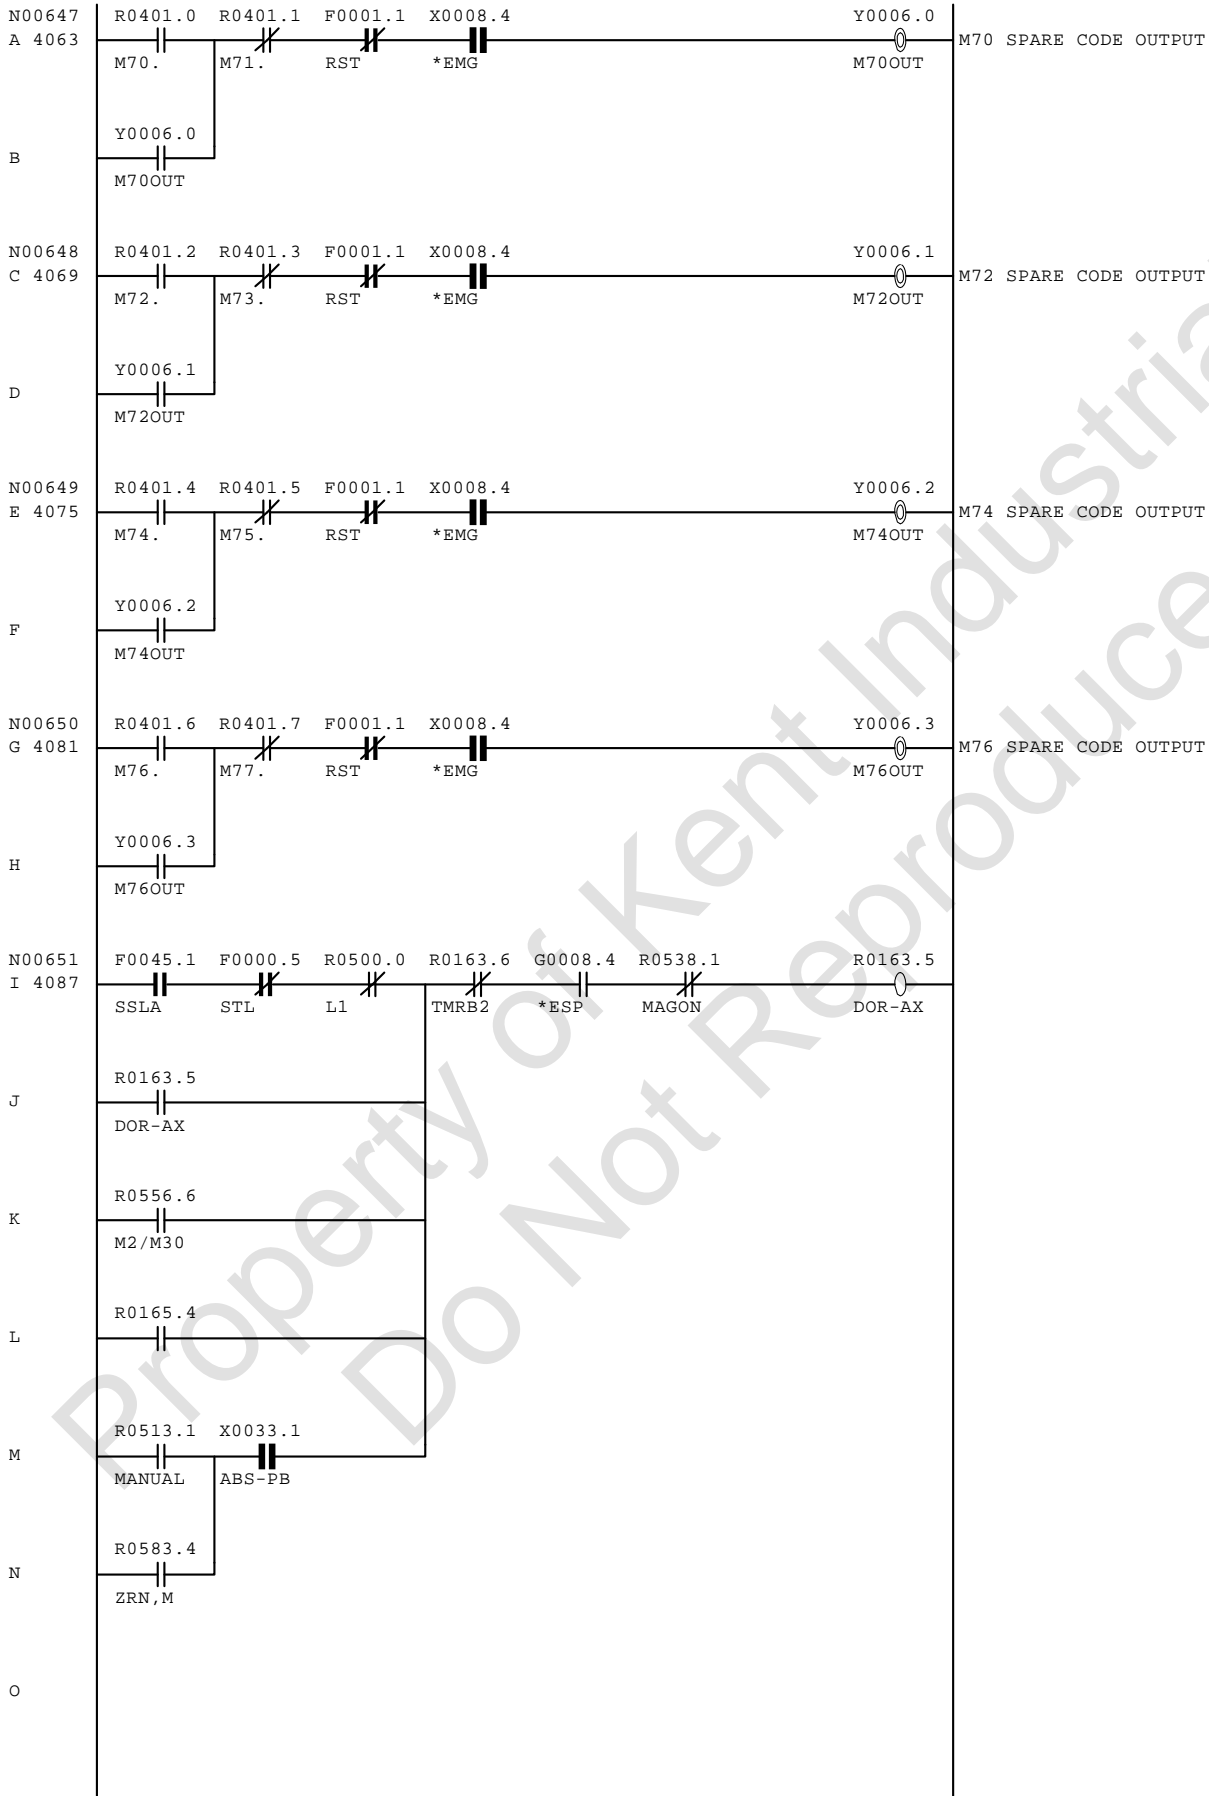 N00647 R0401.0 R0401.1 F0001.1 X0008.4 Y0006.0
A 4063 M70 SPARE CODE OUTPUT
M70. M71. RST *EMG M70OUT
Y0006.0
B
M70OUT
N00648 R0401.2 R0401.3 F0001.1 X0008.4 Y0006.1
C 4069 M72 SPARE CODE OUTPUT
M72. M73. RST *EMG M72OUT
Y0006.1
D
M72OUT
N00649 R0401.4 R0401.5 F0001.1 X0008.4 Y0006.2
E 4075 M74 SPARE CODE OUTPUT
M74. M75. RST *EMG M74OUT
Y0006.2
F
M74OUT
N00650 R0401.6 R0401.7 F0001.1 X0008.4 Y0006.3
G 4081 M76 SPARE CODE OUTPUT
M76. M77. RST *EMG M76OUT
Y0006.3
H
M76OUT
N00651 F0045.1 F0000.5 R0500.0 R0163.6 G0008.4 R0538.1 R0163.5
I 4087
SSLA STL L1 TMRB2 *ESP MAGON DOR-AX
R0163.5
J
DOR-AX
R0556.6
K
M2/M30
R0165.4
L
R0513.1 X0033.1
M
MANUAL ABS-PB
R0583.4
N
ZRN,M
O
Property of Kent Industria
Do Not Reproduce